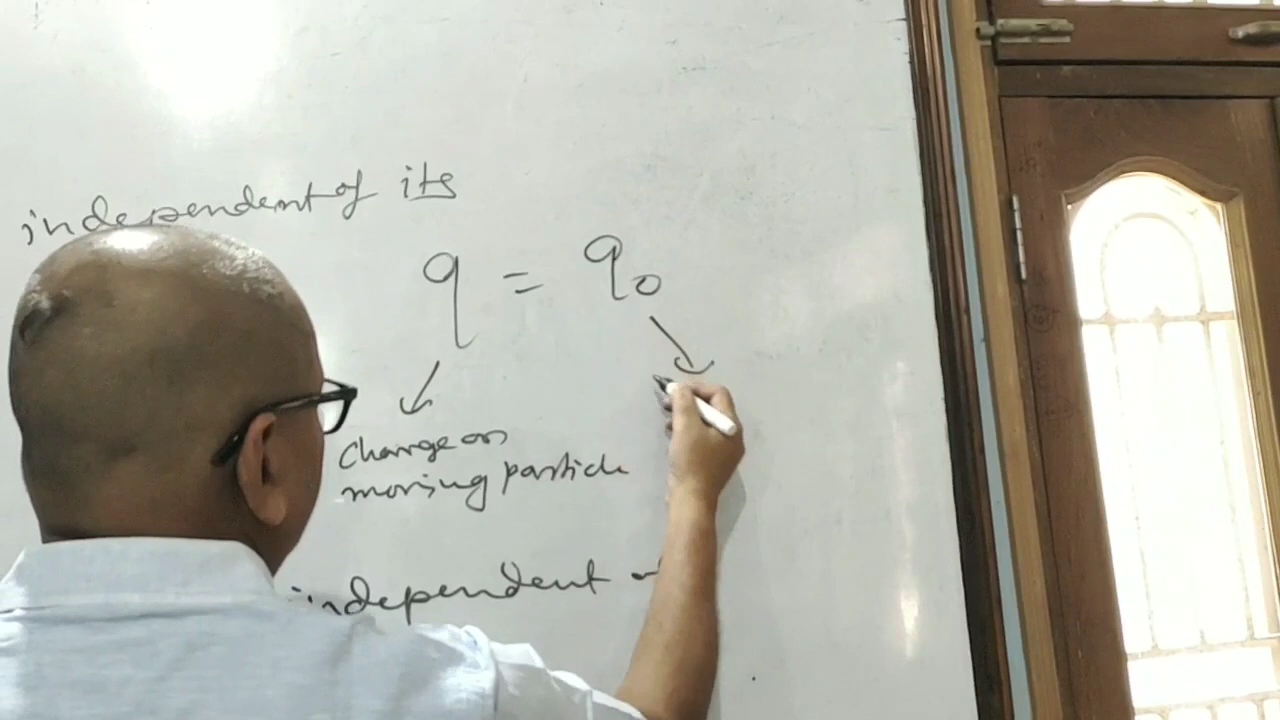 independent of its
q = q₀
Charge on
moving particle
independent